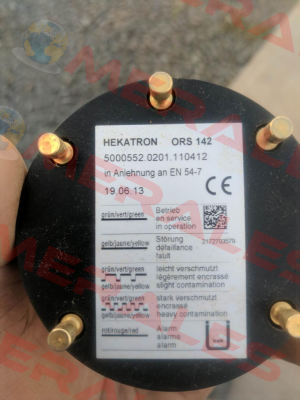 HEKATRON ORS 142
5000552.0201.110412
in Anlehnung an EN 54-7
19.06.13 CE
grün/vert/green Betrieb
en service
in operation
gelb/jaune/yellow Störung 2172703579
défaillance
fault
grün/vert/green leicht verschmutzt
légèrement encrassé
gelb/jaune/yellow slight contamination
grün/vert/green stark verschmutzt
encrassé
gelb/jaune/yellow heavy contamination
rot/rouge/red Alarm
alarme
alarm
MERA SALES